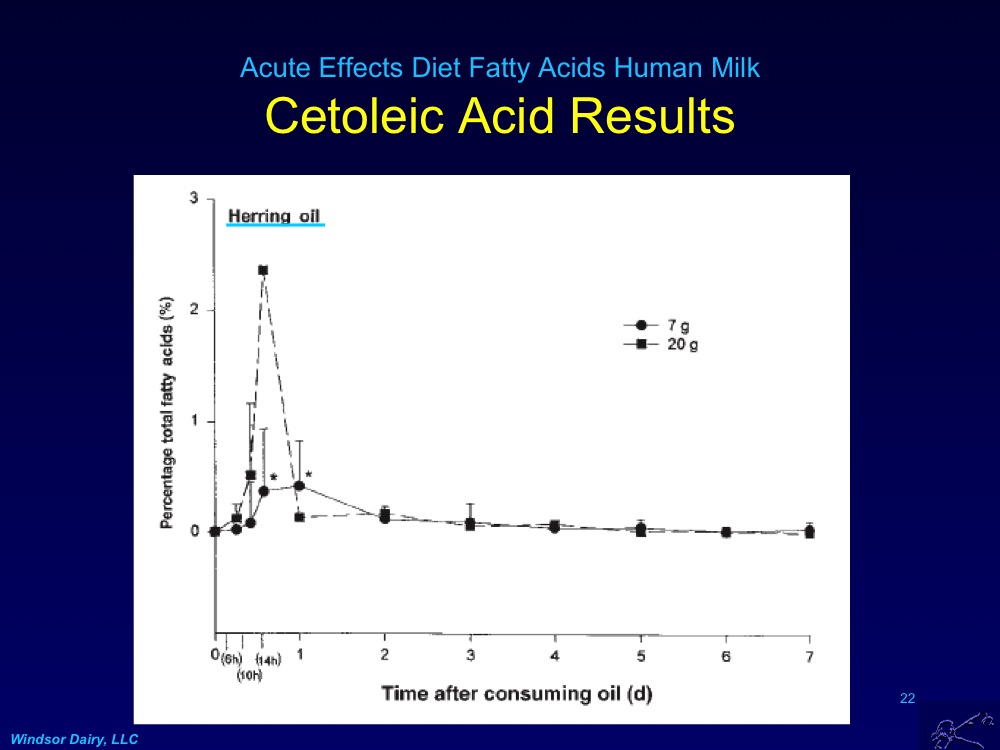 Acute Effects Diet Fatty Acids Human Milk
Cetoleic Acid Results
Herring oil
Percentage total fatty acids (%)
3
2
1
0
7 g
20 g
*
*
0 (6h) (10h) (14h) 1 2 3 4 5 6 7
Time after consuming oil (d)
22
Windsor Dairy, LLC